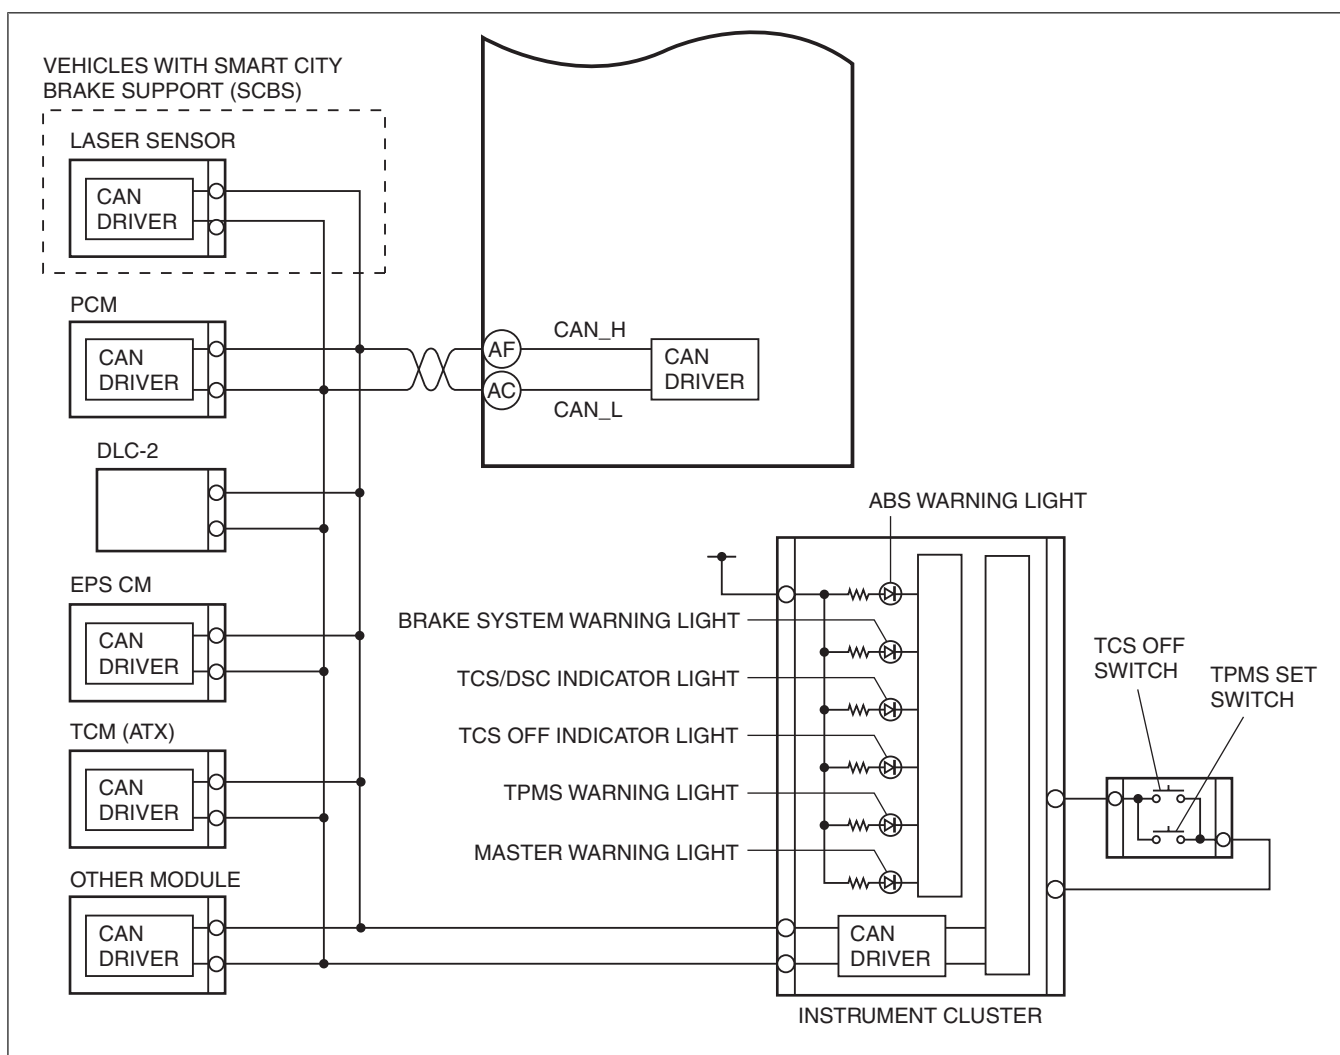 VEHICLES WITH SMART CITY
BRAKE SUPPORT (SCBS)
LASER SENSOR
CAN
DRIVER
PCM
CAN
DRIVER
AF
CAN_H
CAN
DRIVER
AC
CAN_L
DLC-2
EPS CM
CAN
DRIVER
TCM (ATX)
CAN
DRIVER
OTHER MODULE
CAN
DRIVER
ABS WARNING LIGHT
BRAKE SYSTEM WARNING LIGHT
TCS/DSC INDICATOR LIGHT
TCS OFF INDICATOR LIGHT
TPMS WARNING LIGHT
MASTER WARNING LIGHT
TCS OFF
SWITCH
TPMS SET
SWITCH
CAN
DRIVER
INSTRUMENT CLUSTER